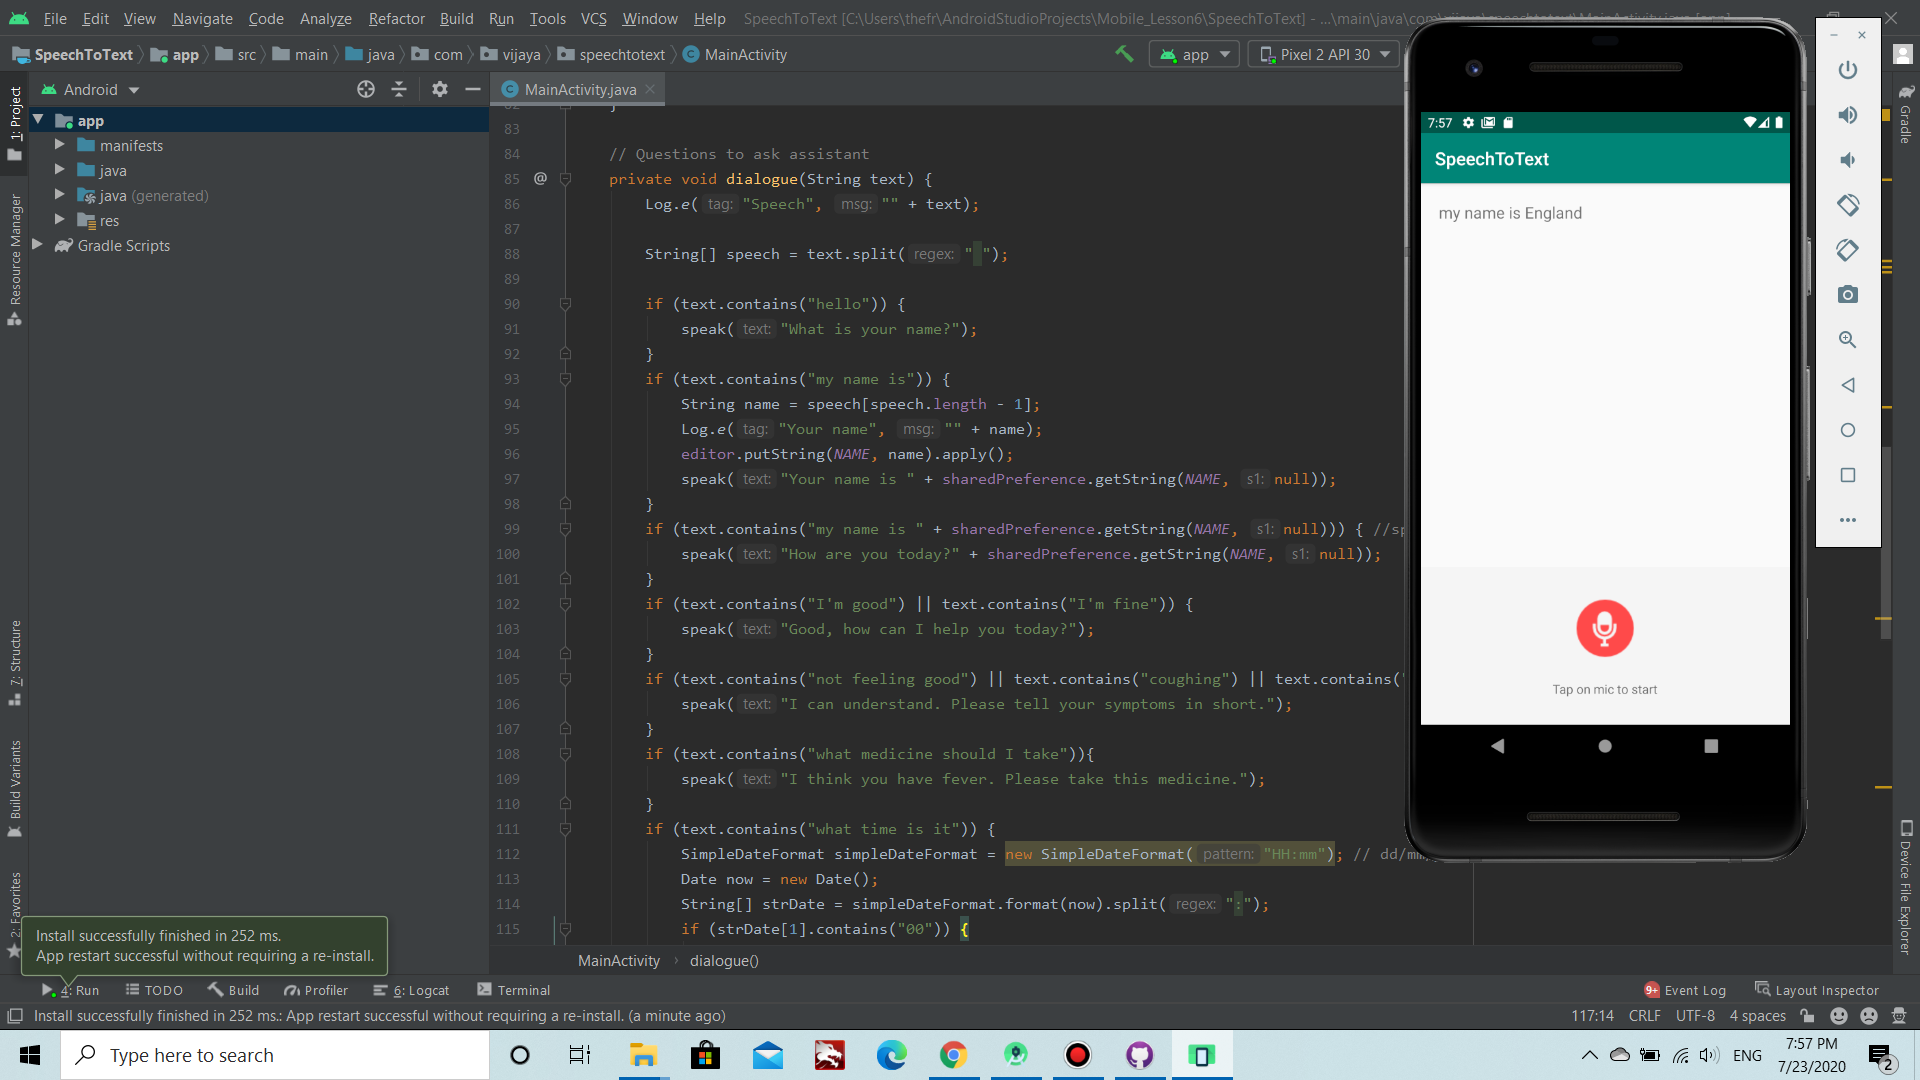 File Edit View Navigate Code Analyze Refactor Build Run Tools VCS Window Help SpeechToText [C:\Users\thefr\AndroidStudioProjects\Mobile_Lesson6\SpeechToText] - ...\main\java\com
SpeechToText app src main java com vijaya speechtotext MainActivity app Pixel 2 API 30
Android
MainActivity.java
1: Project
Resource Manager
7: Structure
Build Variants
2: Favorites
app
manifests
java
java (generated)
res
Gradle Scripts
82 }
83
84 // Questions to ask assistant
85 @ private void dialogue(String text) {
86 Log.e( tag: "Speech", msg: "" + text);
87
88 String[] speech = text.split( regex: " ");
89
90 if (text.contains("hello")) {
91 speak( text: "What is your name?");
92 }
93 if (text.contains("my name is")) {
94 String name = speech[speech.length - 1];
95 Log.e( tag: "Your name", msg: "" + name);
96 editor.putString(NAME, name).apply();
97 speak( text: "Your name is " + sharedPreference.getString(NAME, s1: null));
98 }
99 if (text.contains("my name is " + sharedPreference.getString(NAME, s1: null))) { //sp
100 speak( text: "How are you today?" + sharedPreference.getString(NAME, s1: null));
101 }
102 if (text.contains("I'm good") || text.contains("I'm fine")) {
103 speak( text: "Good, how can I help you today?");
104 }
105 if (text.contains("not feeling good") || text.contains("coughing") || text.contains("
106 speak( text: "I can understand. Please tell your symptoms in short.");
107 }
108 if (text.contains("what medicine should I take")){
109 speak( text: "I think you have fever. Please take this medicine.");
110 }
111 if (text.contains("what time is it")) {
112 SimpleDateFormat simpleDateFormat = new SimpleDateFormat( pattern: "HH:mm"); // dd/mm
113 Date now = new Date();
114 String[] strDate = simpleDateFormat.format(now).split( regex: ":");
115 if (strDate[1].contains("00")) {
MainActivity › dialogue()
7:57
SpeechToText
my name is England
Tap on mic to start
Gradle
Device File Explorer
Install successfully finished in 252 ms.
App restart successful without requiring a re-install.
4: Run TODO Build Profiler 6: Logcat Terminal 9+ Event Log Layout Inspector
Install successfully finished in 252 ms.: App restart successful without requiring a re-install. (a minute ago) 117:14 CRLF UTF-8 4 spaces
Type here to search
ENG
7:57 PM
7/23/2020
2